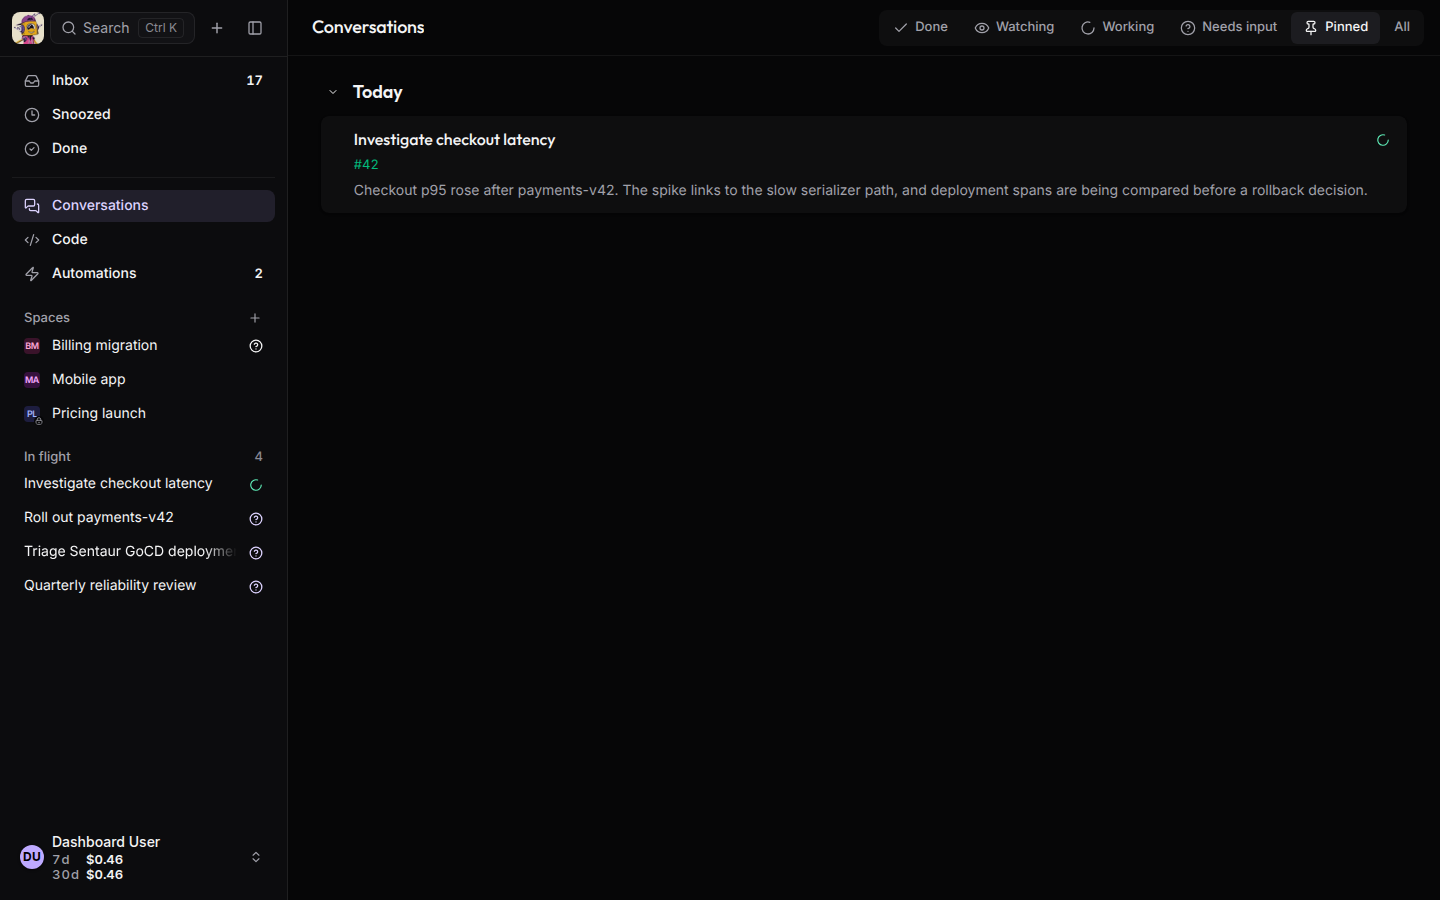 Search Ctrl K
Inbox 17
Snoozed
Done
Conversations
Code
Automations 2
Spaces
BM Billing migration
MA Mobile app
PL Pricing launch
In flight 4
Investigate checkout latency
Roll out payments-v42
Triage Sentaur GoCD deployme
Quarterly reliability review
DU Dashboard User
7d $0.46
30d $0.46
Conversations
Done Watching Working Needs input Pinned All
Today
Investigate checkout latency
#42
Checkout p95 rose after payments-v42. The spike links to the slow serializer path, and deployment spans are being compared before a rollback decision.